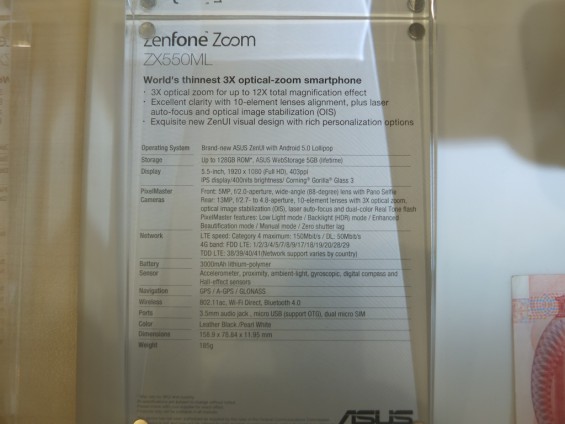 Zenfone Zoom
ZX550ML
World's thinnest 3X optical-zoom smartphone
· 3X optical zoom for up to 12X total magnification effect
· Excellent clarity with 10-element lenses alignment, plus laser
auto-focus and optical image stabilization (OIS)
· Exquisite new ZenUI visual design with rich personalization options
Operating System Brand-new ASUS ZenUI with Android 5.0 Lollipop
Storage Up to 128GB ROM*, ASUS WebStorage 5GB (lifetime)
Display 5.5-inch, 1920 x 1080 (Full HD), 403ppi
IPS display/400nits brightness/ Corning® Gorilla® Glass 3
PixelMaster Front: 5MP, f/2.0-aperture, wide-angle (88-degree) lens with Pano Selfie
Cameras Rear: 13MP, f/2.7- to 4.8-aperture, 10-element lenses with 3X optical zoom,
optical image stabilization (OIS), laser auto-focus and dual-color Real Tone flash
PixelMaster features: Low Light mode / Backlight (HDR) mode / Enhanced
Beautification mode / Manual mode / Zero shutter lag
Network LTE speed: Category 4 maximum: 150Mbit/s / DL: 50Mbit/s
4G band: FDD LTE: 1/2/3/4/5/7/8/9/17/18/19/20/28/29
TDD LTE: 38/39/40/41(Network support varies by country)
Battery 3000mAh lithium-polymer
Sensor Accelerometer, proximity, ambient-light, gyroscopic, digital compass and
Hall-effect sensors
Navigation GPS / A-GPS / GLONASS
Wireless 802.11ac, Wi-Fi Direct, Bluetooth 4.0
Ports 3.5mm audio jack , micro USB (support OTG), dual micro SIM
Color Leather Black /Pearl White
Dimensions 158.9 x 78.84 x 11.95 mm
Weight 185g
ASUS